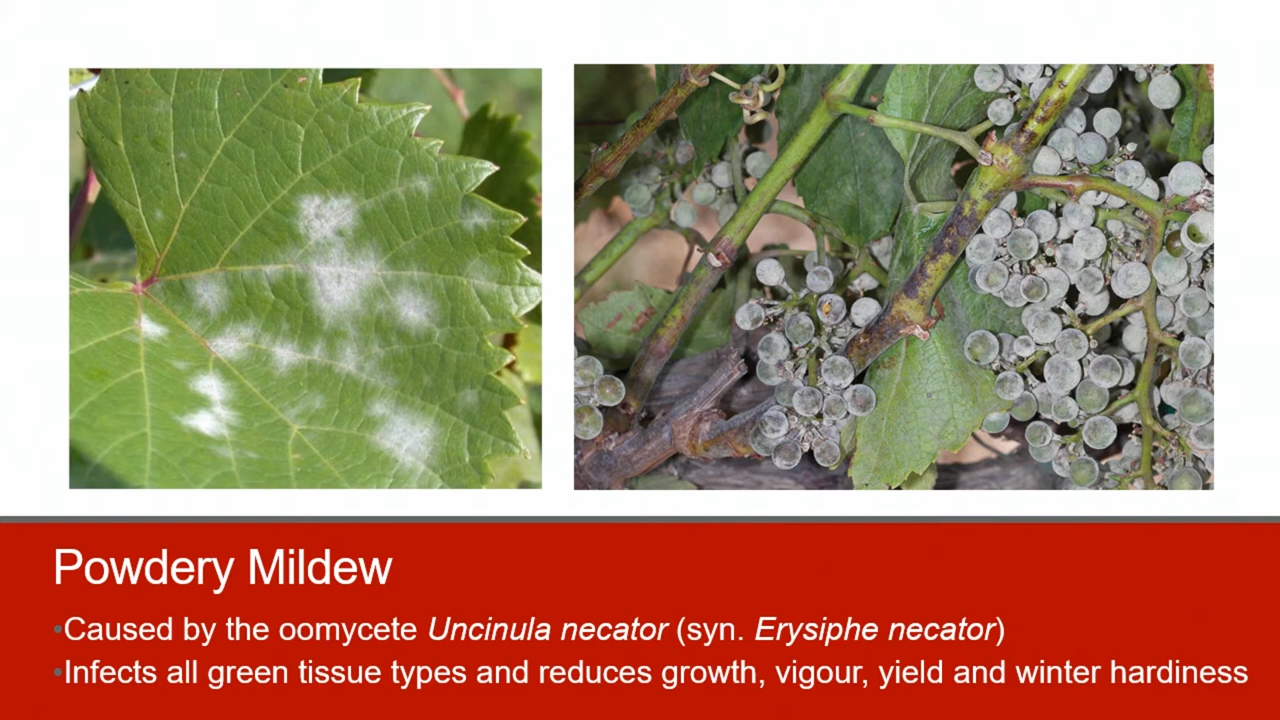 Powdery Mildew
•Caused by the oomycete Uncinula necator (syn. Erysiphe necator)
•Infects all green tissue types and reduces growth, vigour, yield and winter hardiness